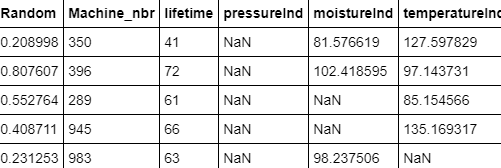 Random Machine_nbr lifetime pressureInd moistureInd temperatureInd
0.208998 350 41 NaN 81.576619 127.597829
0.807607 396 72 NaN 102.418595 97.143731
0.552764 289 61 NaN NaN 85.154566
0.408711 945 66 NaN NaN 135.169317
0.231253 983 63 NaN 98.237506 NaN